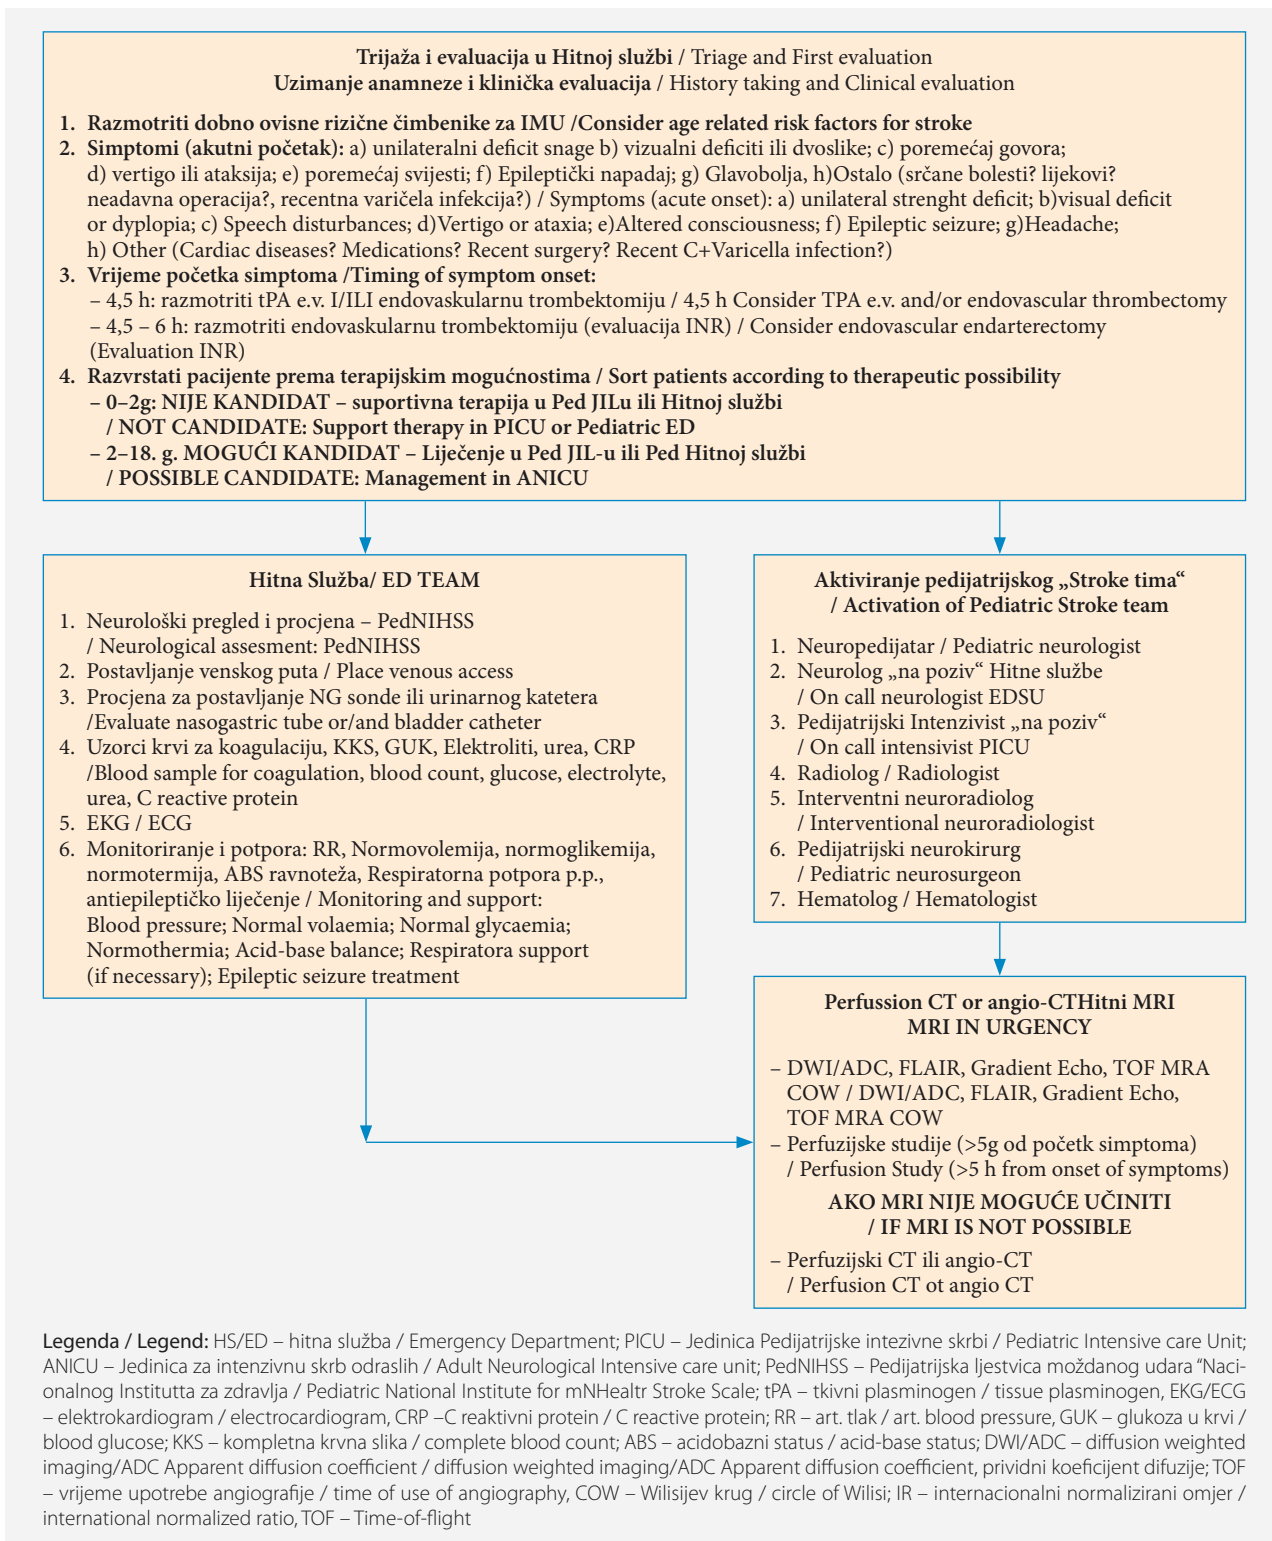 Trijaža i evaluacija u Hitnoj službi / Triage and First evaluation
Uzimanje anamneze i klinička evaluacija / History taking and Clinical evaluation
1. Razmotriti dobno ovisne rizične čimbenike za IMU /Consider age related risk factors for stroke
2. Simptomi (akutni početak): a) unilateralni deficit snage b) vizualni deficiti ili dvoslike; c) poremećaj govora;
d) vertigo ili ataksija; e) poremećaj svijesti; f) Epileptički napadaj; g) Glavobolja, h)Ostalo (srčane bolesti? lijekovi?
neadavna operacija?, recentna varičela infekcija?) / Symptoms (acute onset): a) unilateral strenght deficit; b)visual deficit
or dyplopia; c) Speech disturbances; d)Vertigo or ataxia; e)Altered consciousness; f) Epileptic seizure; g)Headache;
h) Other (Cardiac diseases? Medications? Recent surgery? Recent C+Varicella infection?)
3. Vrijeme početka simptoma /Timing of symptom onset:
– 4,5 h: razmotriti tPA e.v. I/ILI endovaskularnu trombektomiju / 4,5 h Consider TPA e.v. and/or endovascular thrombectomy
– 4,5 – 6 h: razmotriti endovaskularnu trombektomiju (evaluacija INR) / Consider endovascular endarterectomy
(Evaluation INR)
4. Razvrstati pacijente prema terapijskim mogućnostima / Sort patients according to therapeutic possibility
– 0–2g: NIJE KANDIDAT – suportivna terapija u Ped JILu ili Hitnoj službi
/ NOT CANDIDATE: Support therapy in PICU or Pediatric ED
– 2–18. g. MOGUĆI KANDIDAT – Liječenje u Ped JIL-u ili Ped Hitnoj službi
/ POSSIBLE CANDIDATE: Management in ANICU
Hitna Služba/ ED TEAM
1. Neurološki pregled i procjena – PedNIHSS
/ Neurological assesment: PedNIHSS
2. Postavljanje venskog puta / Place venous access
3. Procjena za postavljanje NG sonde ili urinarnog katetera
/Evaluate nasogastric tube or/and bladder catheter
4. Uzorci krvi za koagulaciju, KKS, GUK, Elektroliti, urea, CRP
/Blood sample for coagulation, blood count, glucose, electrolyte,
urea, C reactive protein
5. EKG / ECG
6. Monitoriranje i potpora: RR, Normovolemija, normoglikemija,
normotermija, ABS ravnoteža, Respiratorna potpora p.p.,
antiepileptičko liječenje / Monitoring and support:
Blood pressure; Normal volaemia; Normal glycaemia;
Normothermia; Acid-base balance; Respiratora support
(if necessary); Epileptic seizure treatment
Aktiviranje pedijatrijskog „Stroke tima“
/ Activation of Pediatric Stroke team
1. Neuropedijatar / Pediatric neurologist
2. Neurolog „na poziv“ Hitne službe
/ On call neurologist EDSU
3. Pedijatrijski Intenzivist „na poziv“
/ On call intensivist PICU
4. Radiolog / Radiologist
5. Interventni neuroradiolog
/ Interventional neuroradiologist
6. Pedijatrijski neurokirurg
/ Pediatric neurosurgeon
7. Hematolog / Hematologist
Perfussion CT or angio-CTHitni MRI
MRI IN URGENCY
– DWI/ADC, FLAIR, Gradient Echo, TOF MRA
COW / DWI/ADC, FLAIR, Gradient Echo,
TOF MRA COW
– Perfuzijske studije (>5g od početk simptoma)
/ Perfusion Study (>5 h from onset of symptoms)
AKO MRI NIJE MOGUĆE UČINITI
/ IF MRI IS NOT POSSIBLE
– Perfuzijski CT ili angio-CT
/ Perfusion CT ot angio CT
Legenda / Legend: HS/ED – hitna služba / Emergency Department; PICU – Jedinica Pedijatrijske intezivne skrbi / Pediatric Intensive care Unit;
ANICU – Jedinica za intenzivnu skrb odraslih / Adult Neurological Intensive care unit; PedNIHSS – Pedijatrijska ljestvica moždanog udara “Naci-
onalnog Institutta za zdravlja / Pediatric National Institute for mNHealtr Stroke Scale; tPA – tkivni plasminogen / tissue plasminogen, EKG/ECG
– elektrokardiogram / electrocardiogram, CRP –C reaktivni protein / C reactive protein; RR – art. tlak / art. blood pressure, GUK – glukoza u krvi /
blood glucose; KKS – kompletna krvna slika / complete blood count; ABS – acidobazni status / acid-base status; DWI/ADC – diffusion weighted
imaging/ADC Apparent diffusion coefficient / diffusion weighted imaging/ADC Apparent diffusion coefficient, prividni koeficijent difuzije; TOF
– vrijeme upotrebe angiografije / time of use of angiography, COW – Wilisijev krug / circle of Wilisi; IR – internacionalni normalizirani omjer /
international normalized ratio, TOF – Time-of-flight